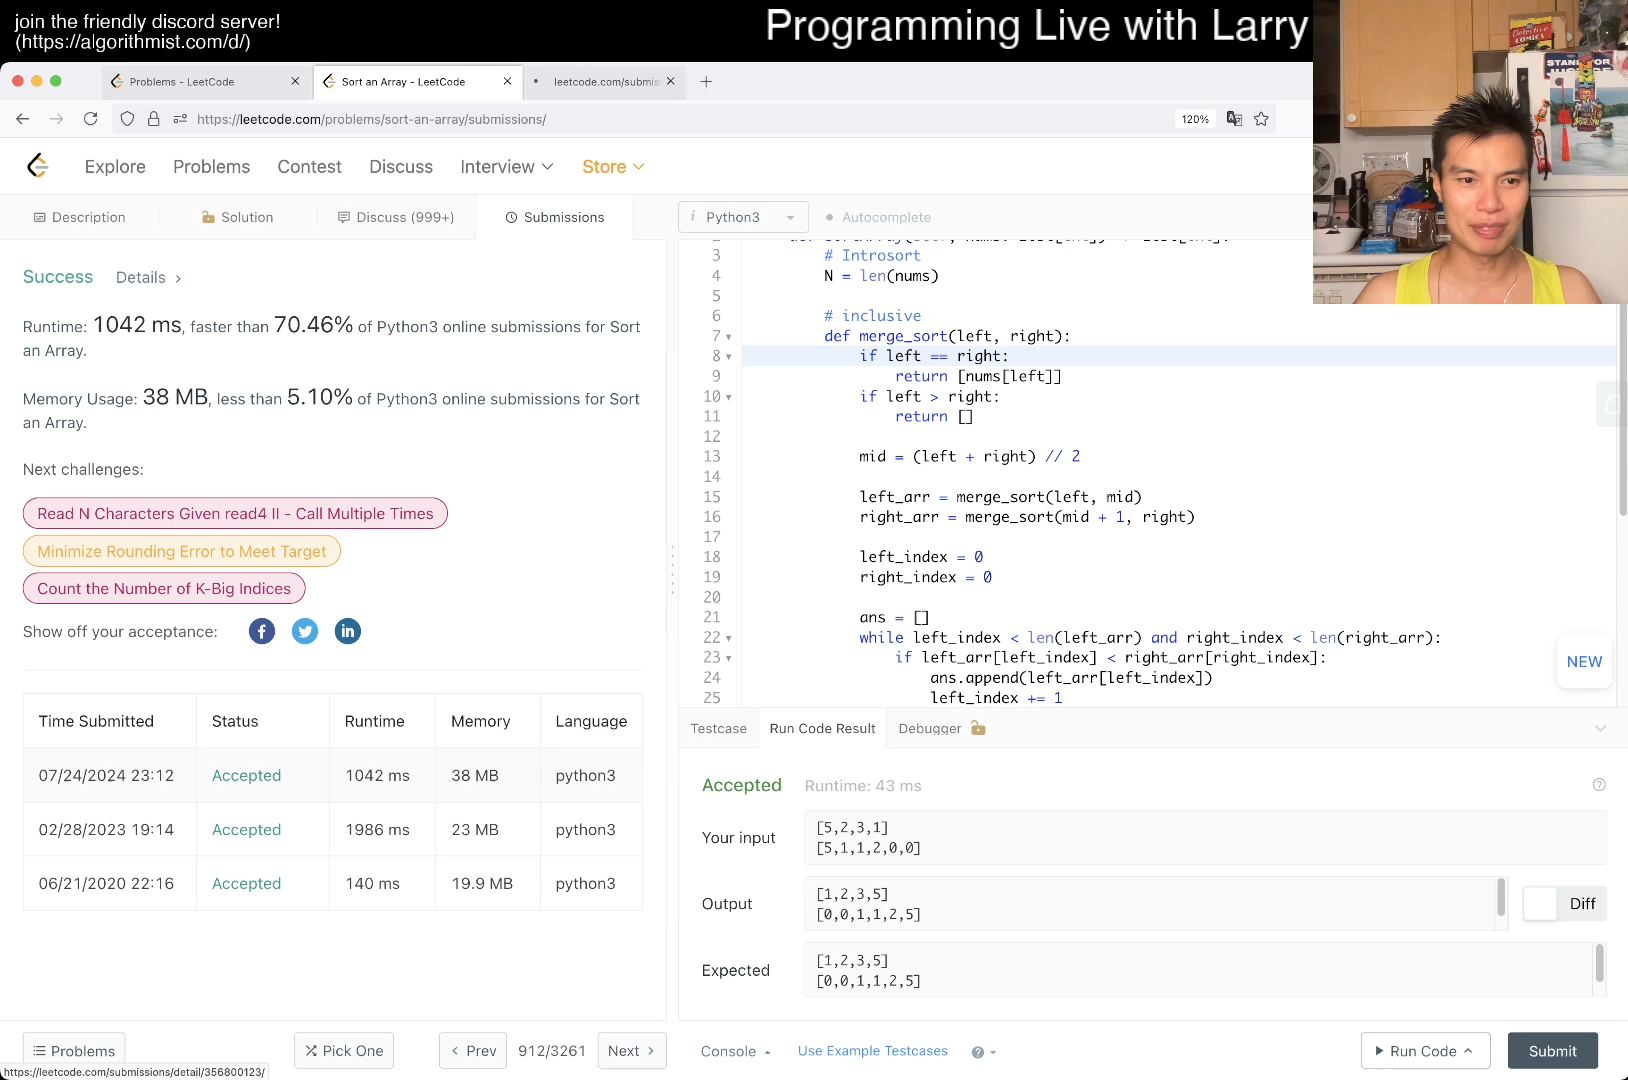 join the friendly discord server!
(https://algorithmist.com/d/)
Programming Live with Larry
Problems - LeetCode
Sort an Array - LeetCode
leetcode.com/submis
https://leetcode.com/problems/sort-an-array/submissions/
120%
Explore
Problems
Contest
Discuss
Interview
Store
Description
Solution
Discuss (999+)
Submissions
i Python3
Autocomplete
Success
Details
Runtime: 1042 ms, faster than 70.46% of Python3 online submissions for Sort
an Array.
Memory Usage: 38 MB, less than 5.10% of Python3 online submissions for Sort
an Array.
Next challenges:
Read N Characters Given read4 II - Call Multiple Times
Minimize Rounding Error to Meet Target
Count the Number of K-Big Indices
Show off your acceptance:
Time Submitted Status Runtime Memory Language
07/24/2024 23:12 Accepted 1042 ms 38 MB python3
02/28/2023 19:14 Accepted 1986 ms 23 MB python3
06/21/2020 22:16 Accepted 140 ms 19.9 MB python3
3 # Introsort
4 N = len(nums)
5
6 # inclusive
7 def merge_sort(left, right):
8 if left == right:
9 return [nums[left]]
10 if left > right:
11 return []
12
13 mid = (left + right) // 2
14
15 left_arr = merge_sort(left, mid)
16 right_arr = merge_sort(mid + 1, right)
17
18 left_index = 0
19 right_index = 0
20
21 ans = []
22 while left_index < len(left_arr) and right_index < len(right_arr):
23 if left_arr[left_index] < right_arr[right_index]:
24 ans.append(left_arr[left_index])
25 left_index += 1
NEW
Testcase
Run Code Result
Debugger
Accepted
Runtime: 43 ms
Your input
[5,2,3,1]
[5,1,1,2,0,0]
Output
[1,2,3,5]
[0,0,1,1,2,5]
Diff
Expected
[1,2,3,5]
[0,0,1,1,2,5]
Problems
Pick One
Prev
912/3261
Next
Console
Use Example Testcases
Run Code
Submit
https://leetcode.com/submissions/detail/356800123/